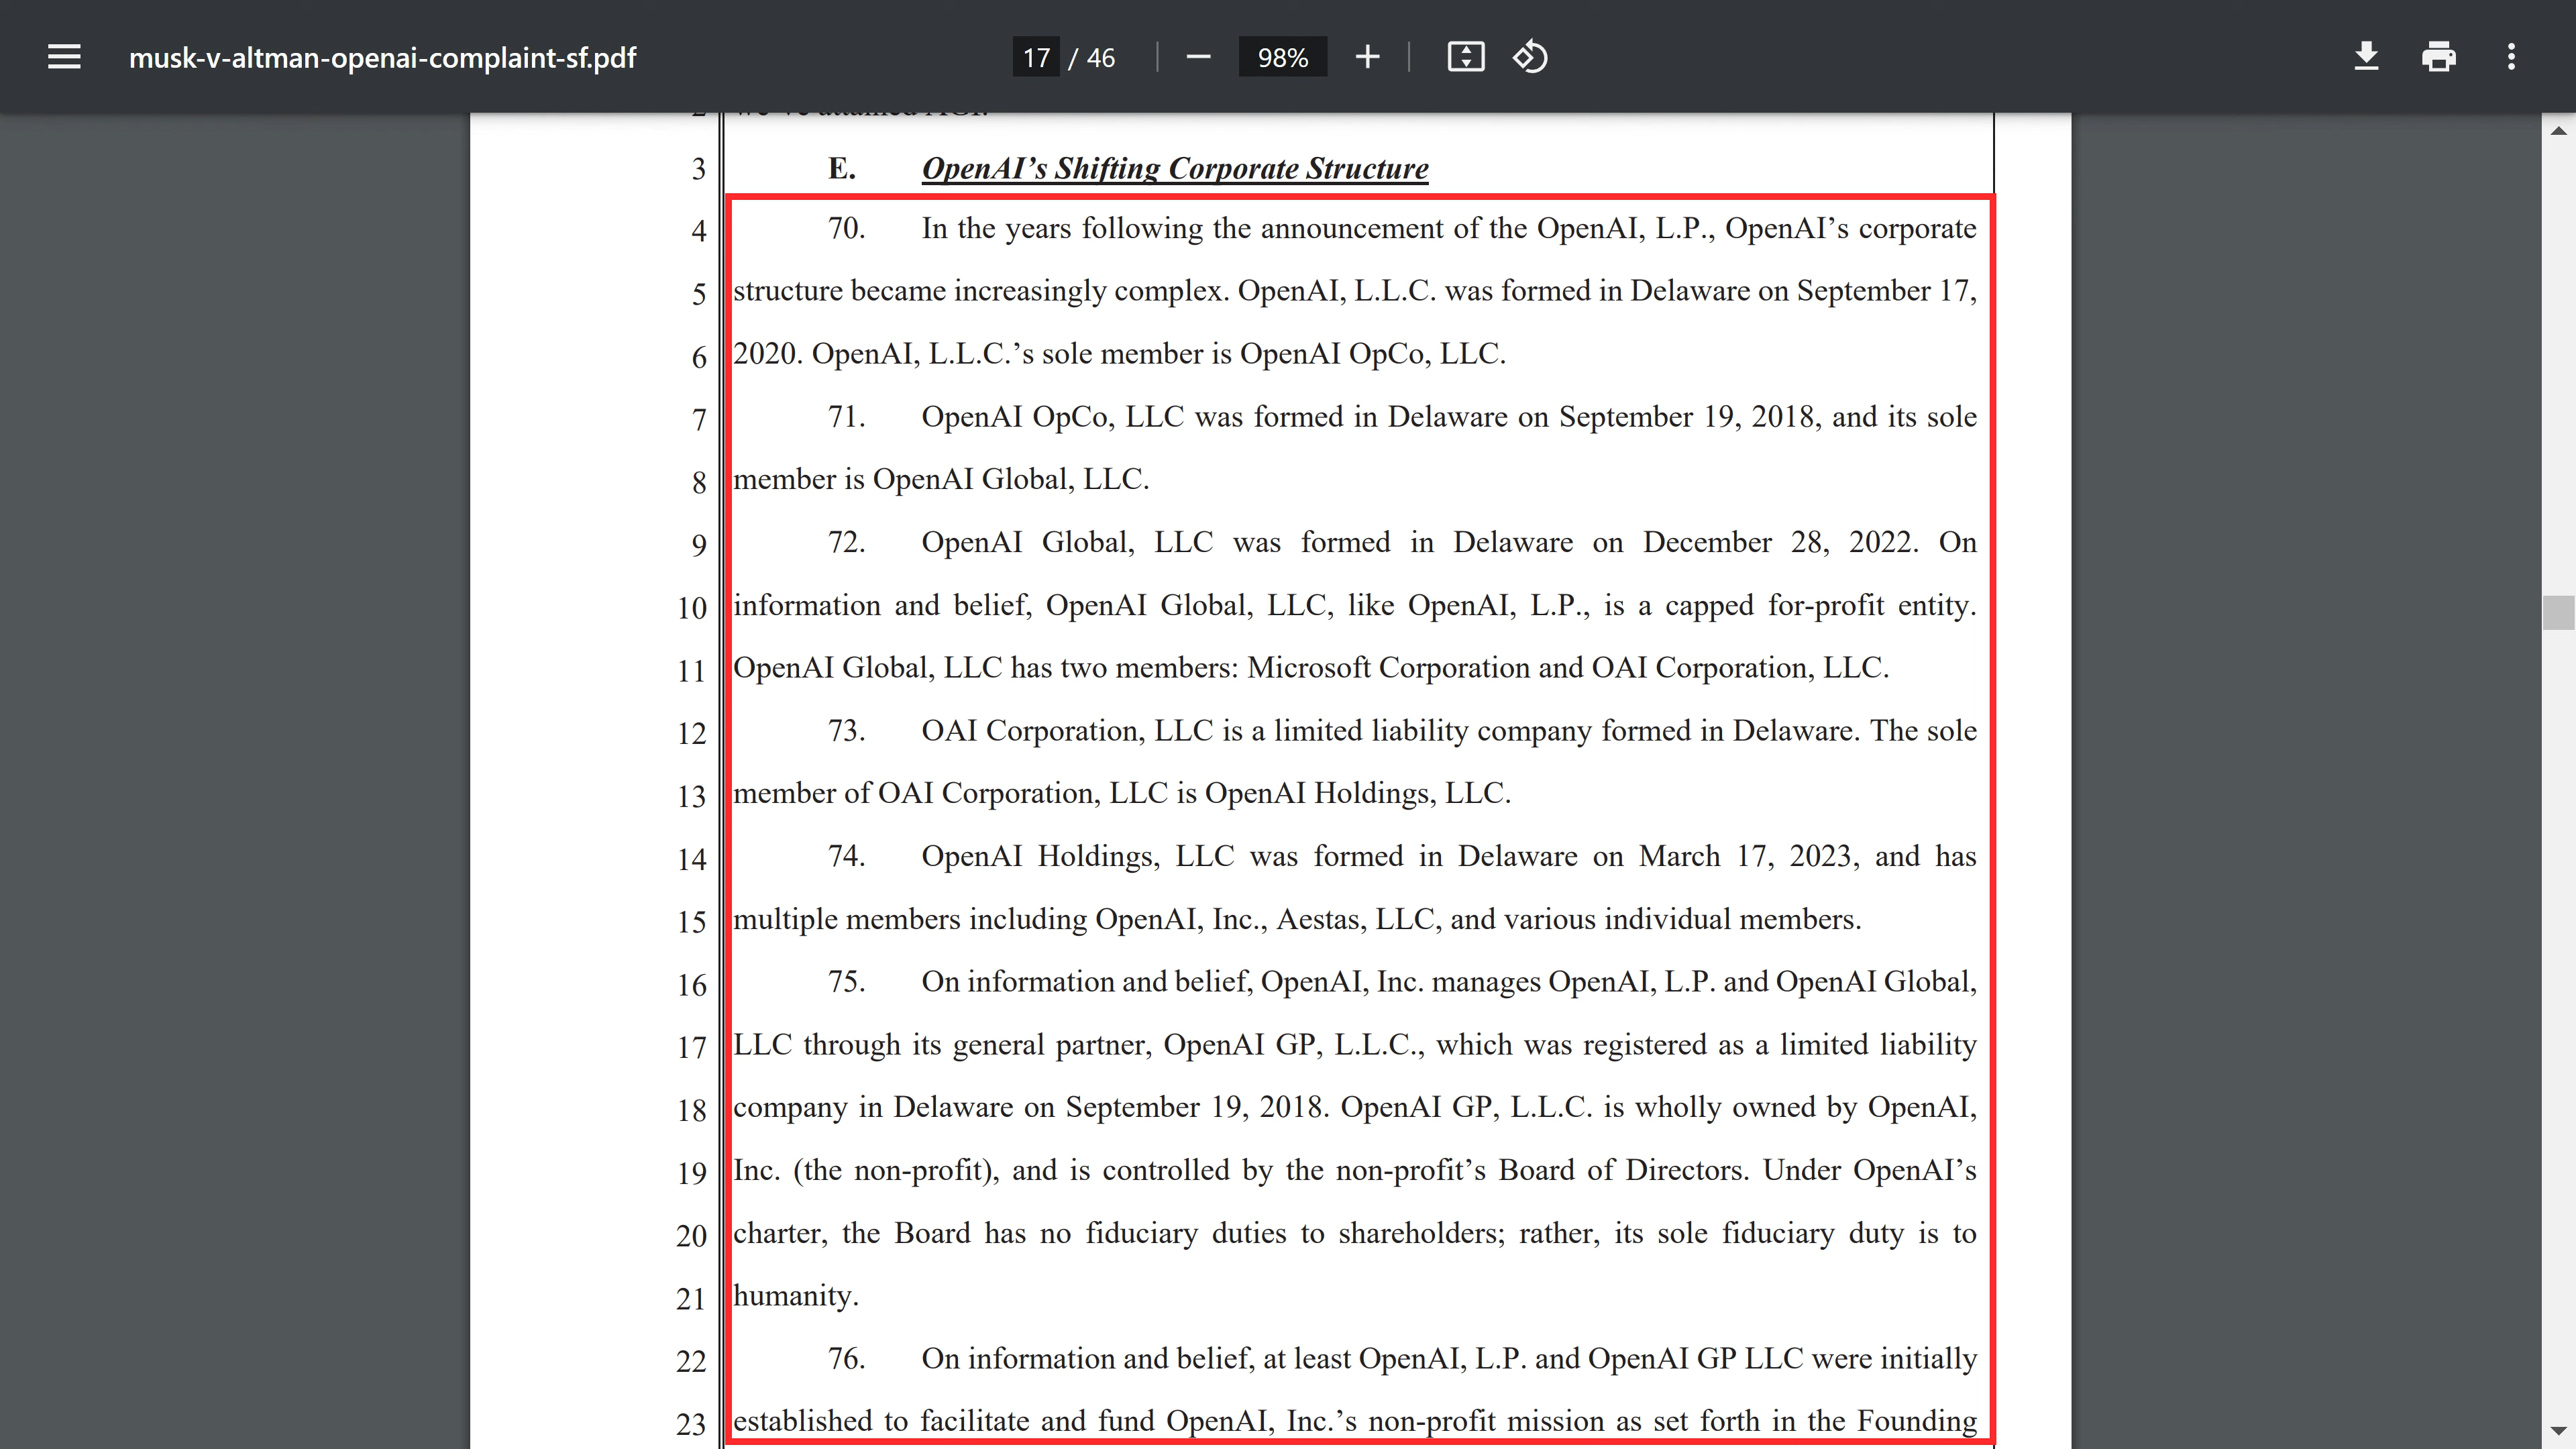 musk-v-altman-openai-complaint-sf.pdf
17 / 46
98%
3 E. OpenAI’s Shifting Corporate Structure
4 70. In the years following the announcement of the OpenAI, L.P., OpenAI’s corporate
5 structure became increasingly complex. OpenAI, L.L.C. was formed in Delaware on September 17,
6 2020. OpenAI, L.L.C.’s sole member is OpenAI OpCo, LLC.
7 71. OpenAI OpCo, LLC was formed in Delaware on September 19, 2018, and its sole
8 member is OpenAI Global, LLC.
9 72. OpenAI Global, LLC was formed in Delaware on December 28, 2022. On
10 information and belief, OpenAI Global, LLC, like OpenAI, L.P., is a capped for-profit entity.
11 OpenAI Global, LLC has two members: Microsoft Corporation and OAI Corporation, LLC.
12 73. OAI Corporation, LLC is a limited liability company formed in Delaware. The sole
13 member of OAI Corporation, LLC is OpenAI Holdings, LLC.
14 74. OpenAI Holdings, LLC was formed in Delaware on March 17, 2023, and has
15 multiple members including OpenAI, Inc., Aestas, LLC, and various individual members.
16 75. On information and belief, OpenAI, Inc. manages OpenAI, L.P. and OpenAI Global,
17 LLC through its general partner, OpenAI GP, L.L.C., which was registered as a limited liability
18 company in Delaware on September 19, 2018. OpenAI GP, L.L.C. is wholly owned by OpenAI,
19 Inc. (the non-profit), and is controlled by the non-profit’s Board of Directors. Under OpenAI’s
20 charter, the Board has no fiduciary duties to shareholders; rather, its sole fiduciary duty is to
21 humanity.
22 76. On information and belief, at least OpenAI, L.P. and OpenAI GP LLC were initially
23 established to facilitate and fund OpenAI, Inc.’s non-profit mission as set forth in the Founding